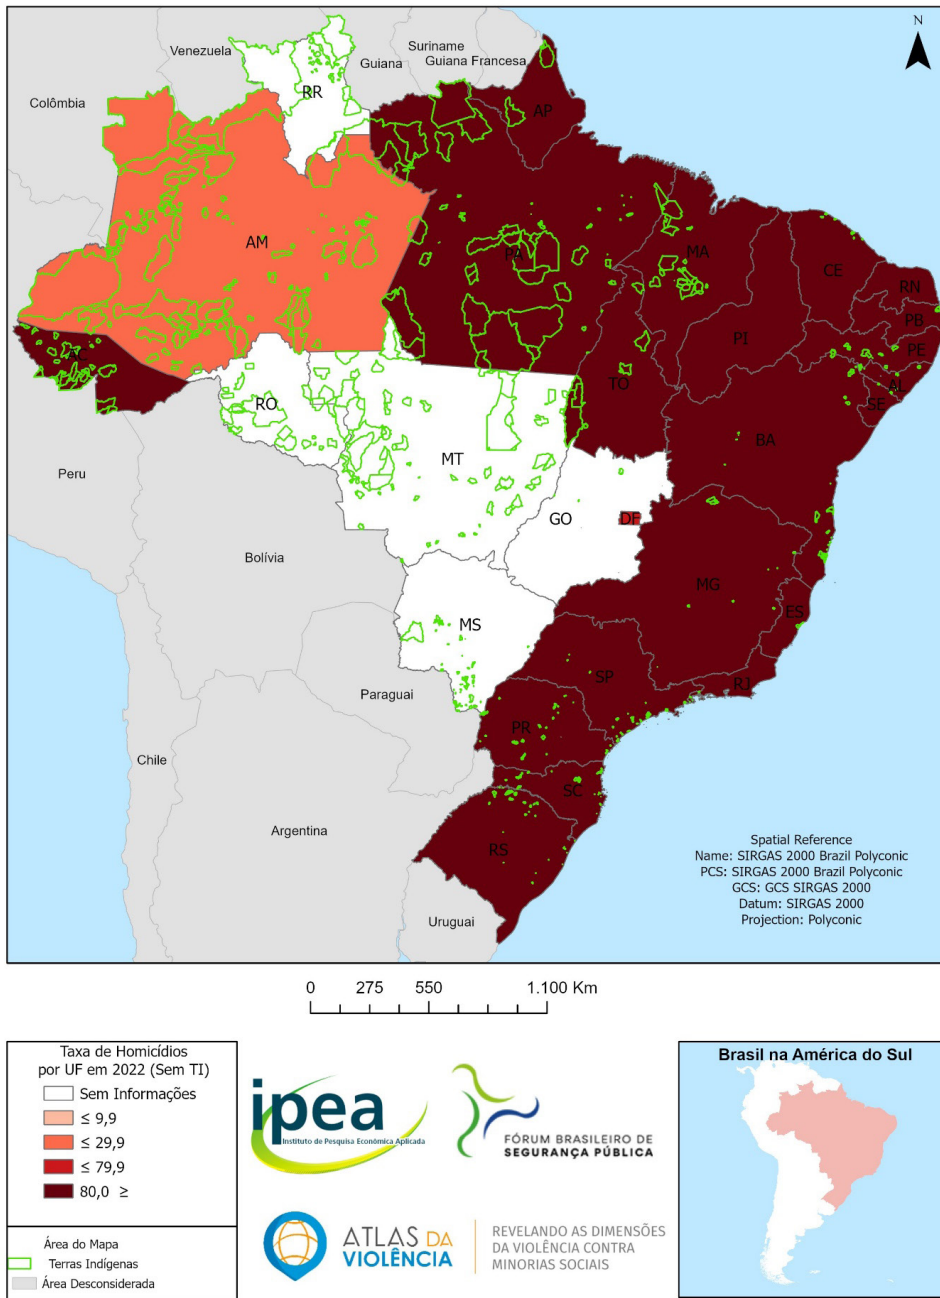 N
Suriname
Venezuela
Guiana
Guiana Francesa
RR
Colômbia
AP
AM
PA
MA
CE
RN
PB
PI
PE
AC
TO
AL
SE
RO
BA
MT
Peru
GO
DF
Bolívia
MG
MS
ES
SP
RJ
Paraguai
PR
Chile
SC
Argentina
RS
Uruguai
Spatial Reference
Name: SIRGAS 2000 Brazil Polyconic
PCS: SIRGAS 2000 Brazil Polyconic
GCS: GCS SIRGAS 2000
Datum: SIRGAS 2000
Projection: Polyconic
0 275 550 1.100 Km
Taxa de Homicídios
por UF em 2022 (Sem TI)
Sem Informações
≤ 9,9
≤ 29,9
≤ 79,9
80,0 ≥
Área do Mapa
Terras Indígenas
Área Desconsiderada
ipea
Instituto de Pesquisa Econômica Aplicada
FÓRUM BRASILEIRO DE
SEGURANÇA PÚBLICA
ATLAS DA
VIOLÊNCIA
REVELANDO AS DIMENSÕES
DA VIOLÊNCIA CONTRA
MINORIAS SOCIAIS
Brasil na América do Sul